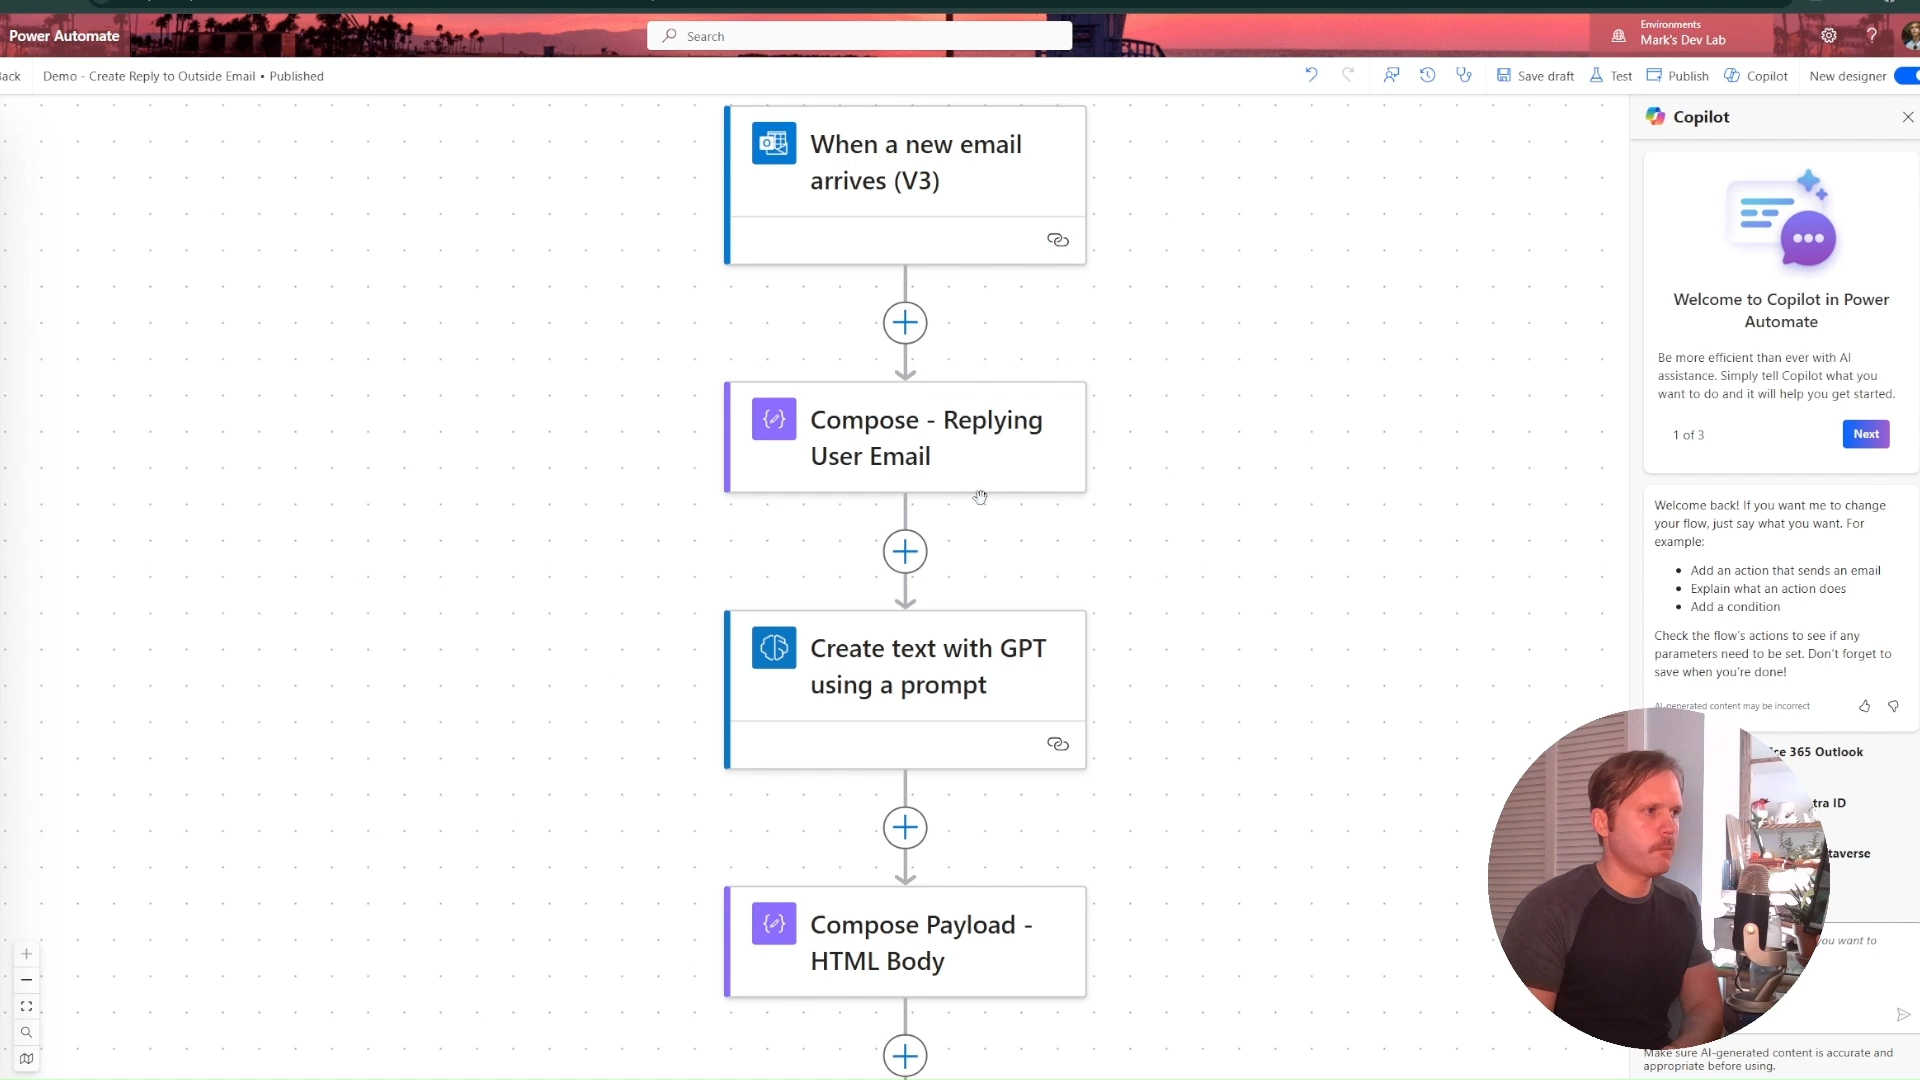 Power Automate
Search
Environments
Mark's Dev Lab
ack
Demo - Create Reply to Outside Email • Published
Save draft
Test
Publish
Copilot
New designer
When a new email
arrives (V3)
Compose - Replying
User Email
Create text with GPT
using a prompt
Compose Payload -
HTML Body
Copilot
Welcome to Copilot in Power
Automate
Be more efficient than ever with AI
assistance. Simply tell Copilot what you
want to do and it will help you get started.
1 of 3
Next
Welcome back! If you want me to change
your flow, just say what you want. For
example:
• Add an action that sends an email
• Explain what an action does
• Add a condition
Check the flow's actions to see if any
parameters need to be set. Don't forget to
save when you're done!
AI-generated content may be incorrect
ice 365 Outlook
tra ID
taverse
you want to
Make sure AI-generated content is accurate and
appropriate before using.